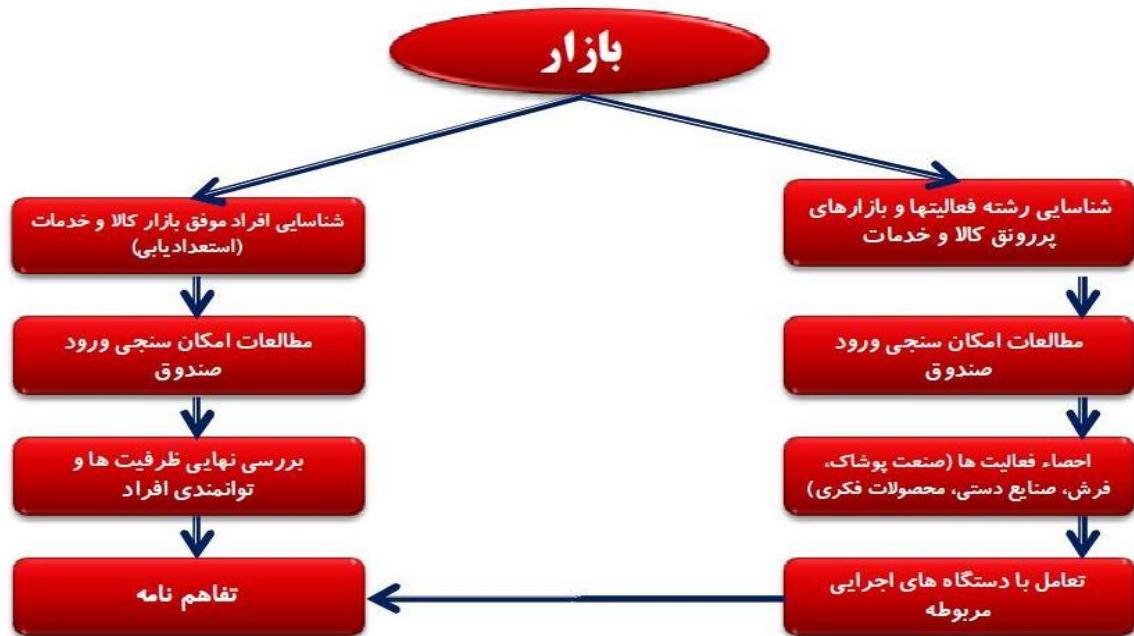 بازار
شناسایی رشته فعالیتها و بازارهای
پررونق کالا و خدمات
مطالعات امکان سنجی ورود
صندوق
احصاء فعالیت ها (صنعت پوشاک،
فرش، صنایع دستی، محصولات فکری)
تعامل با دستگاه های اجرایی
مربوطه
شناسایی افراد موفق بازار کالا و خدمات
(استعدادیابی)
مطالعات امکان سنجی ورود
صندوق
بررسی نهایی ظرفیت ها و
توانمندی افراد
تفاهم نامه